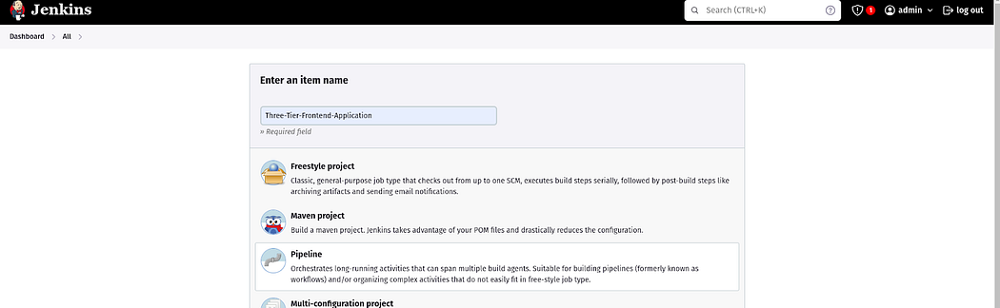 Jenkins
Search (CTRL+K)
?
1
admin
log out
Dashboard
All
Enter an item name
Three-Tier-Frontend-Application
» Required field
Freestyle project
Classic, general-purpose job type that checks out from up to one SCM, executes build steps serially, followed by post-build steps like
archiving artifacts and sending email notifications.
Maven project
Build a maven project. Jenkins takes advantage of your POM files and drastically reduces the configuration.
Pipeline
Orchestrates long-running activities that can span multiple build agents. Suitable for building pipelines (formerly known as
workflows) and/or organizing complex activities that do not easily fit in free-style job type.
Multi-configuration project